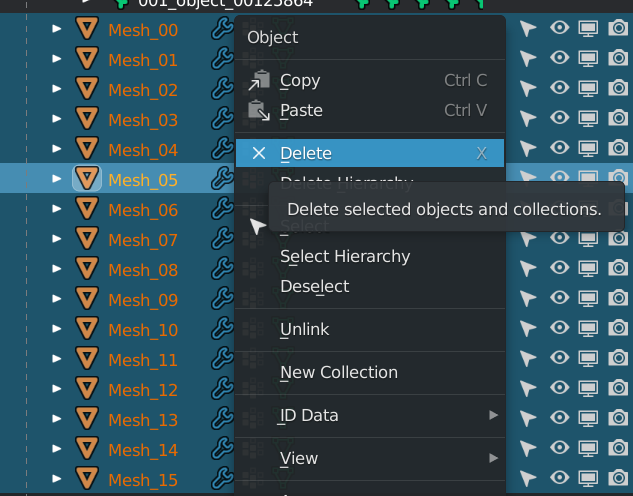 001_object_00125864
Mesh_00
Object
Mesh_01
Mesh_02
Copy Ctrl C
Mesh_03
Paste Ctrl V
Mesh_04
Delete X
Mesh_05
Delete Hierarchy
Mesh_06
Delete selected objects and collections.
Select
Mesh_07
Select Hierarchy
Mesh_08
Deselect
Mesh_09
Mesh_10
Unlink
Mesh_11
New Collection
Mesh_12
Mesh_13
ID Data
Mesh_14
View
Mesh_15